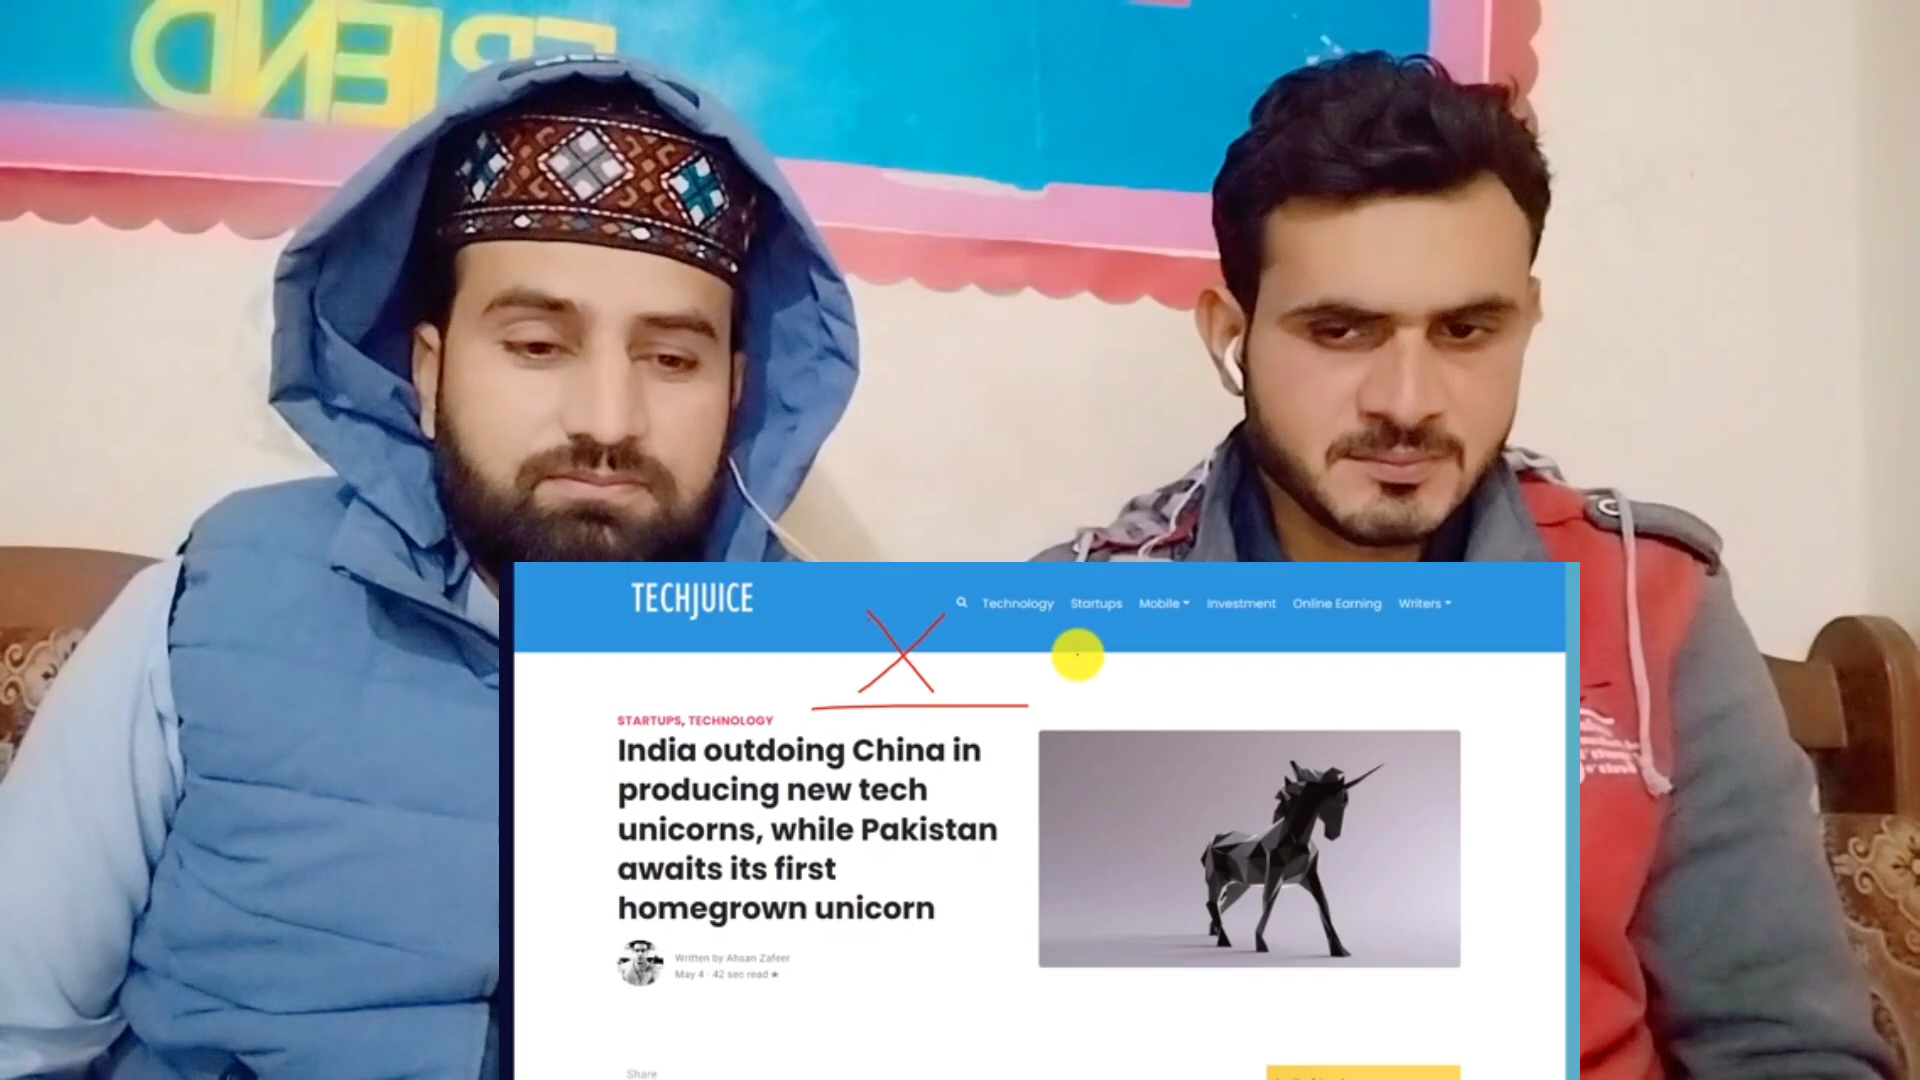 FRIEND
TECHJUICE
Technology Startups Mobile Investment Online Earning Writers
STARTUPS, TECHNOLOGY
India outdoing China in
producing new tech
unicorns, while Pakistan
awaits its first
homegrown unicorn
Written by Ahsan Zafeer
May 4 · 42 sec read ★
Share